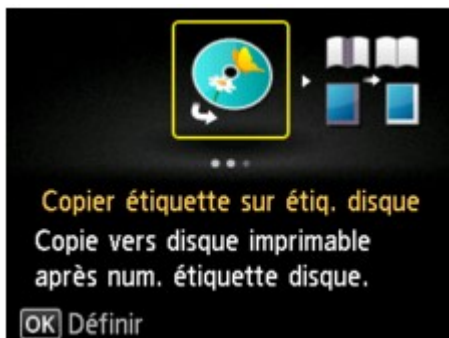 Copier étiquette sur étiq. disque
Copie vers disque imprimable
après num. étiquette disque.
OK Définir